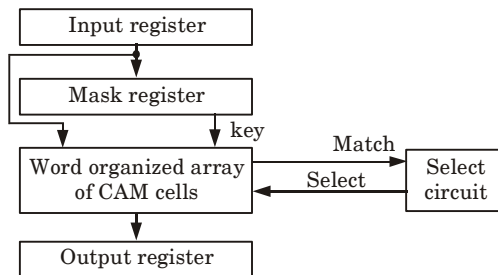 Input register
Mask register
key
Word organized array
of CAM cells
Match
Select
Select
circuit
Output register